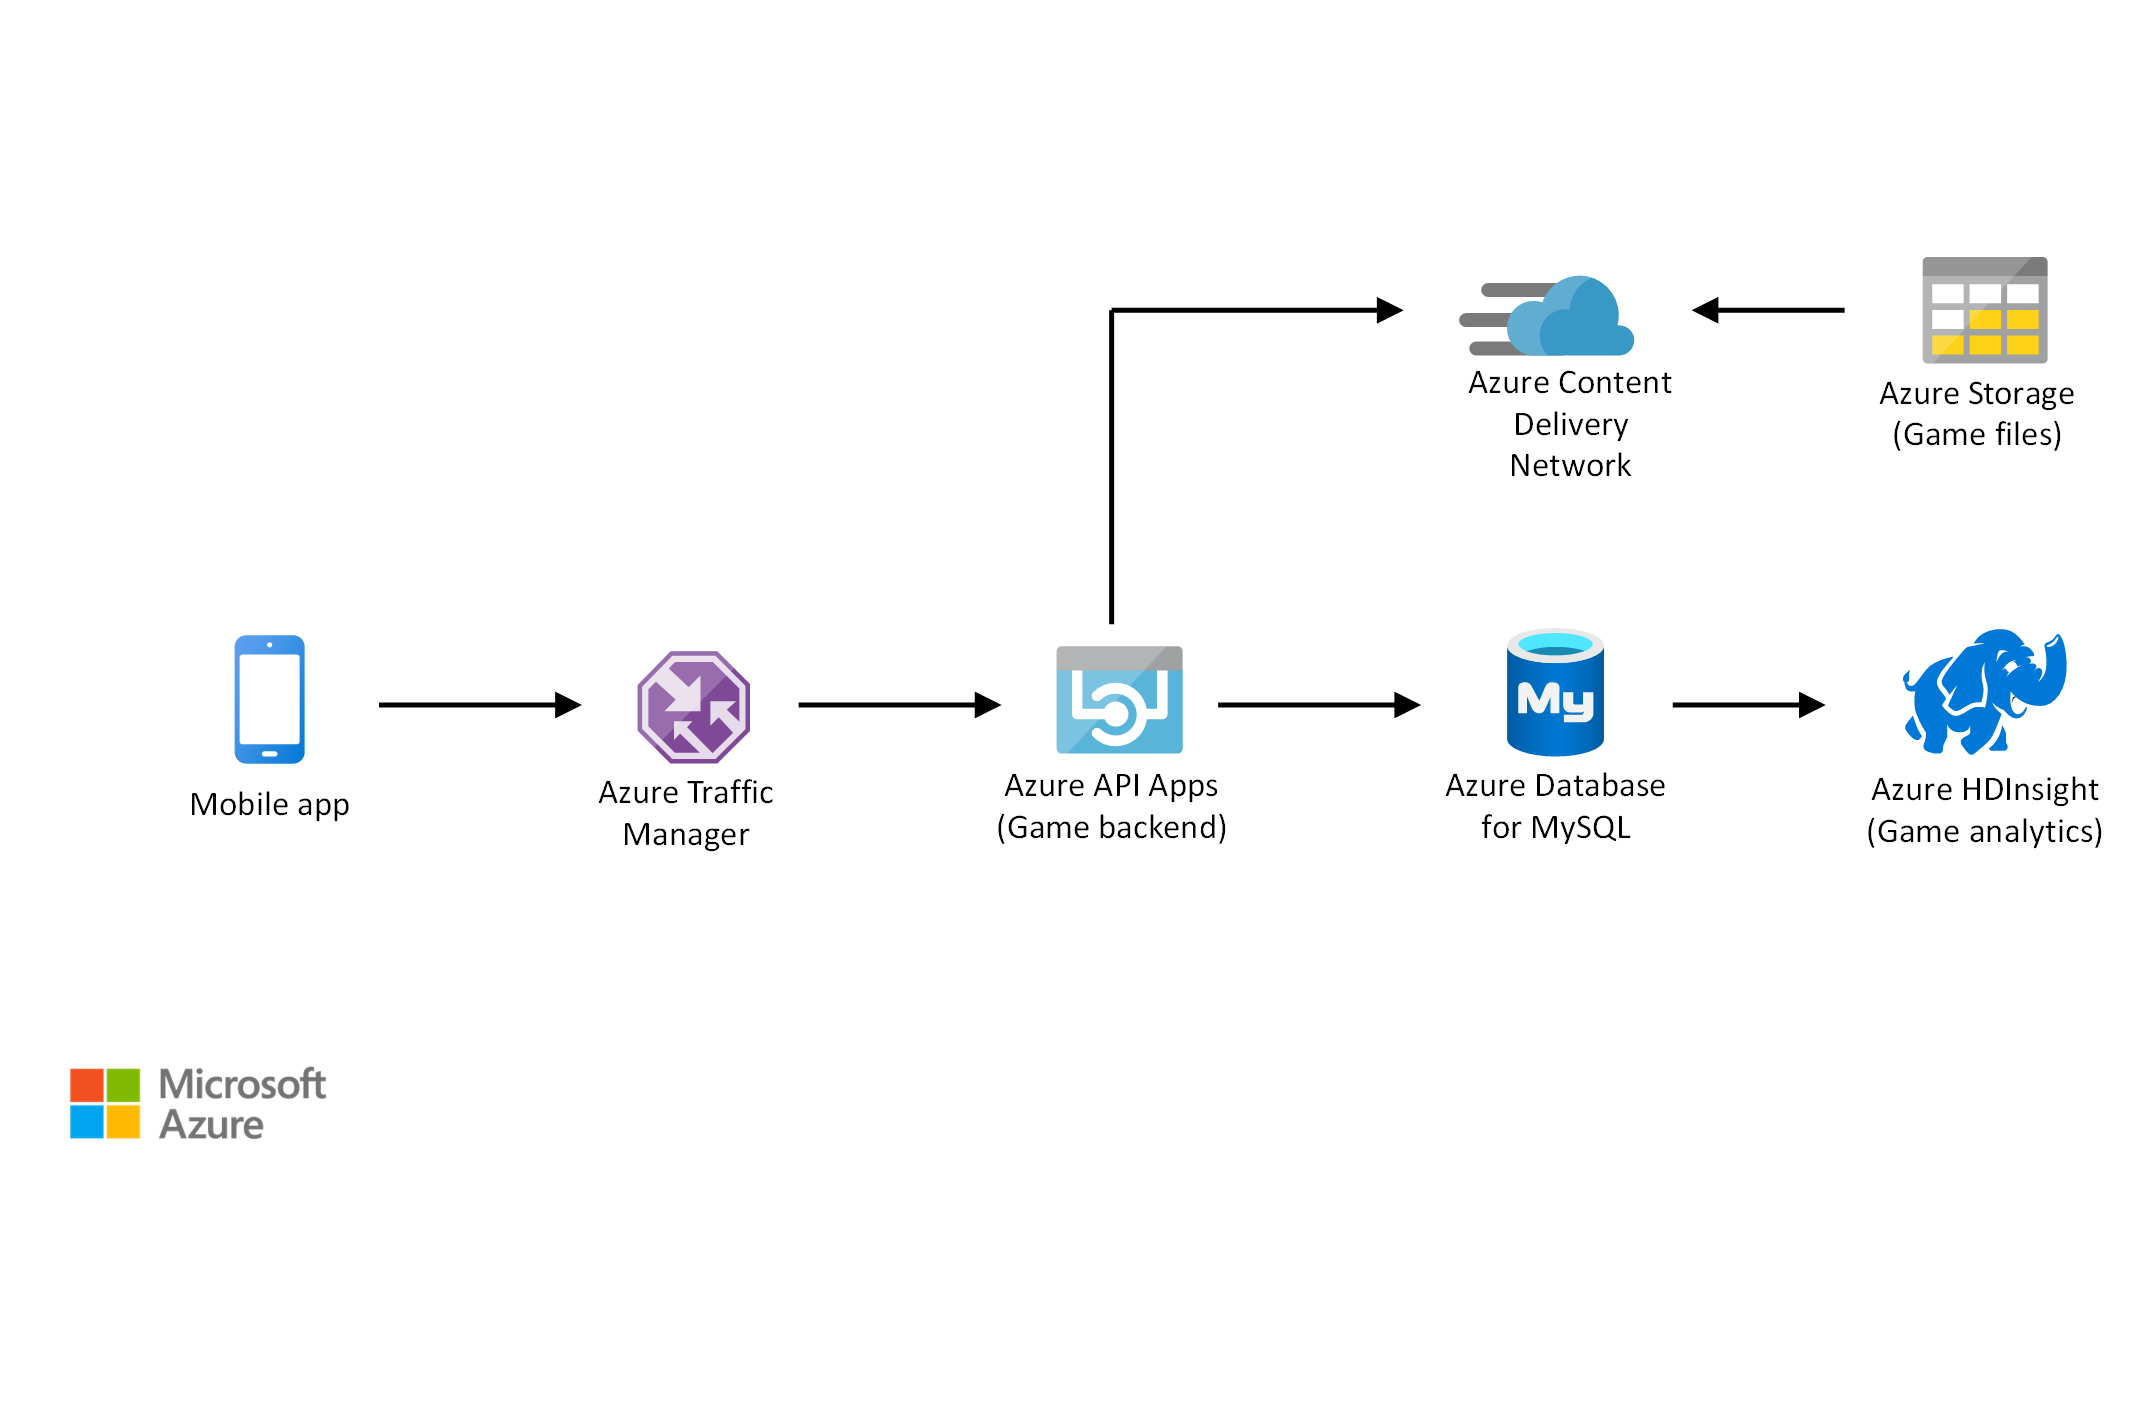 Azure Content
Delivery
Network
Azure Storage
(Game files)
Mobile app
Azure Traffic
Manager
Azure API Apps
(Game backend)
My
Azure Database
for MySQL
Azure HDInsight
(Game analytics)
Microsoft
Azure